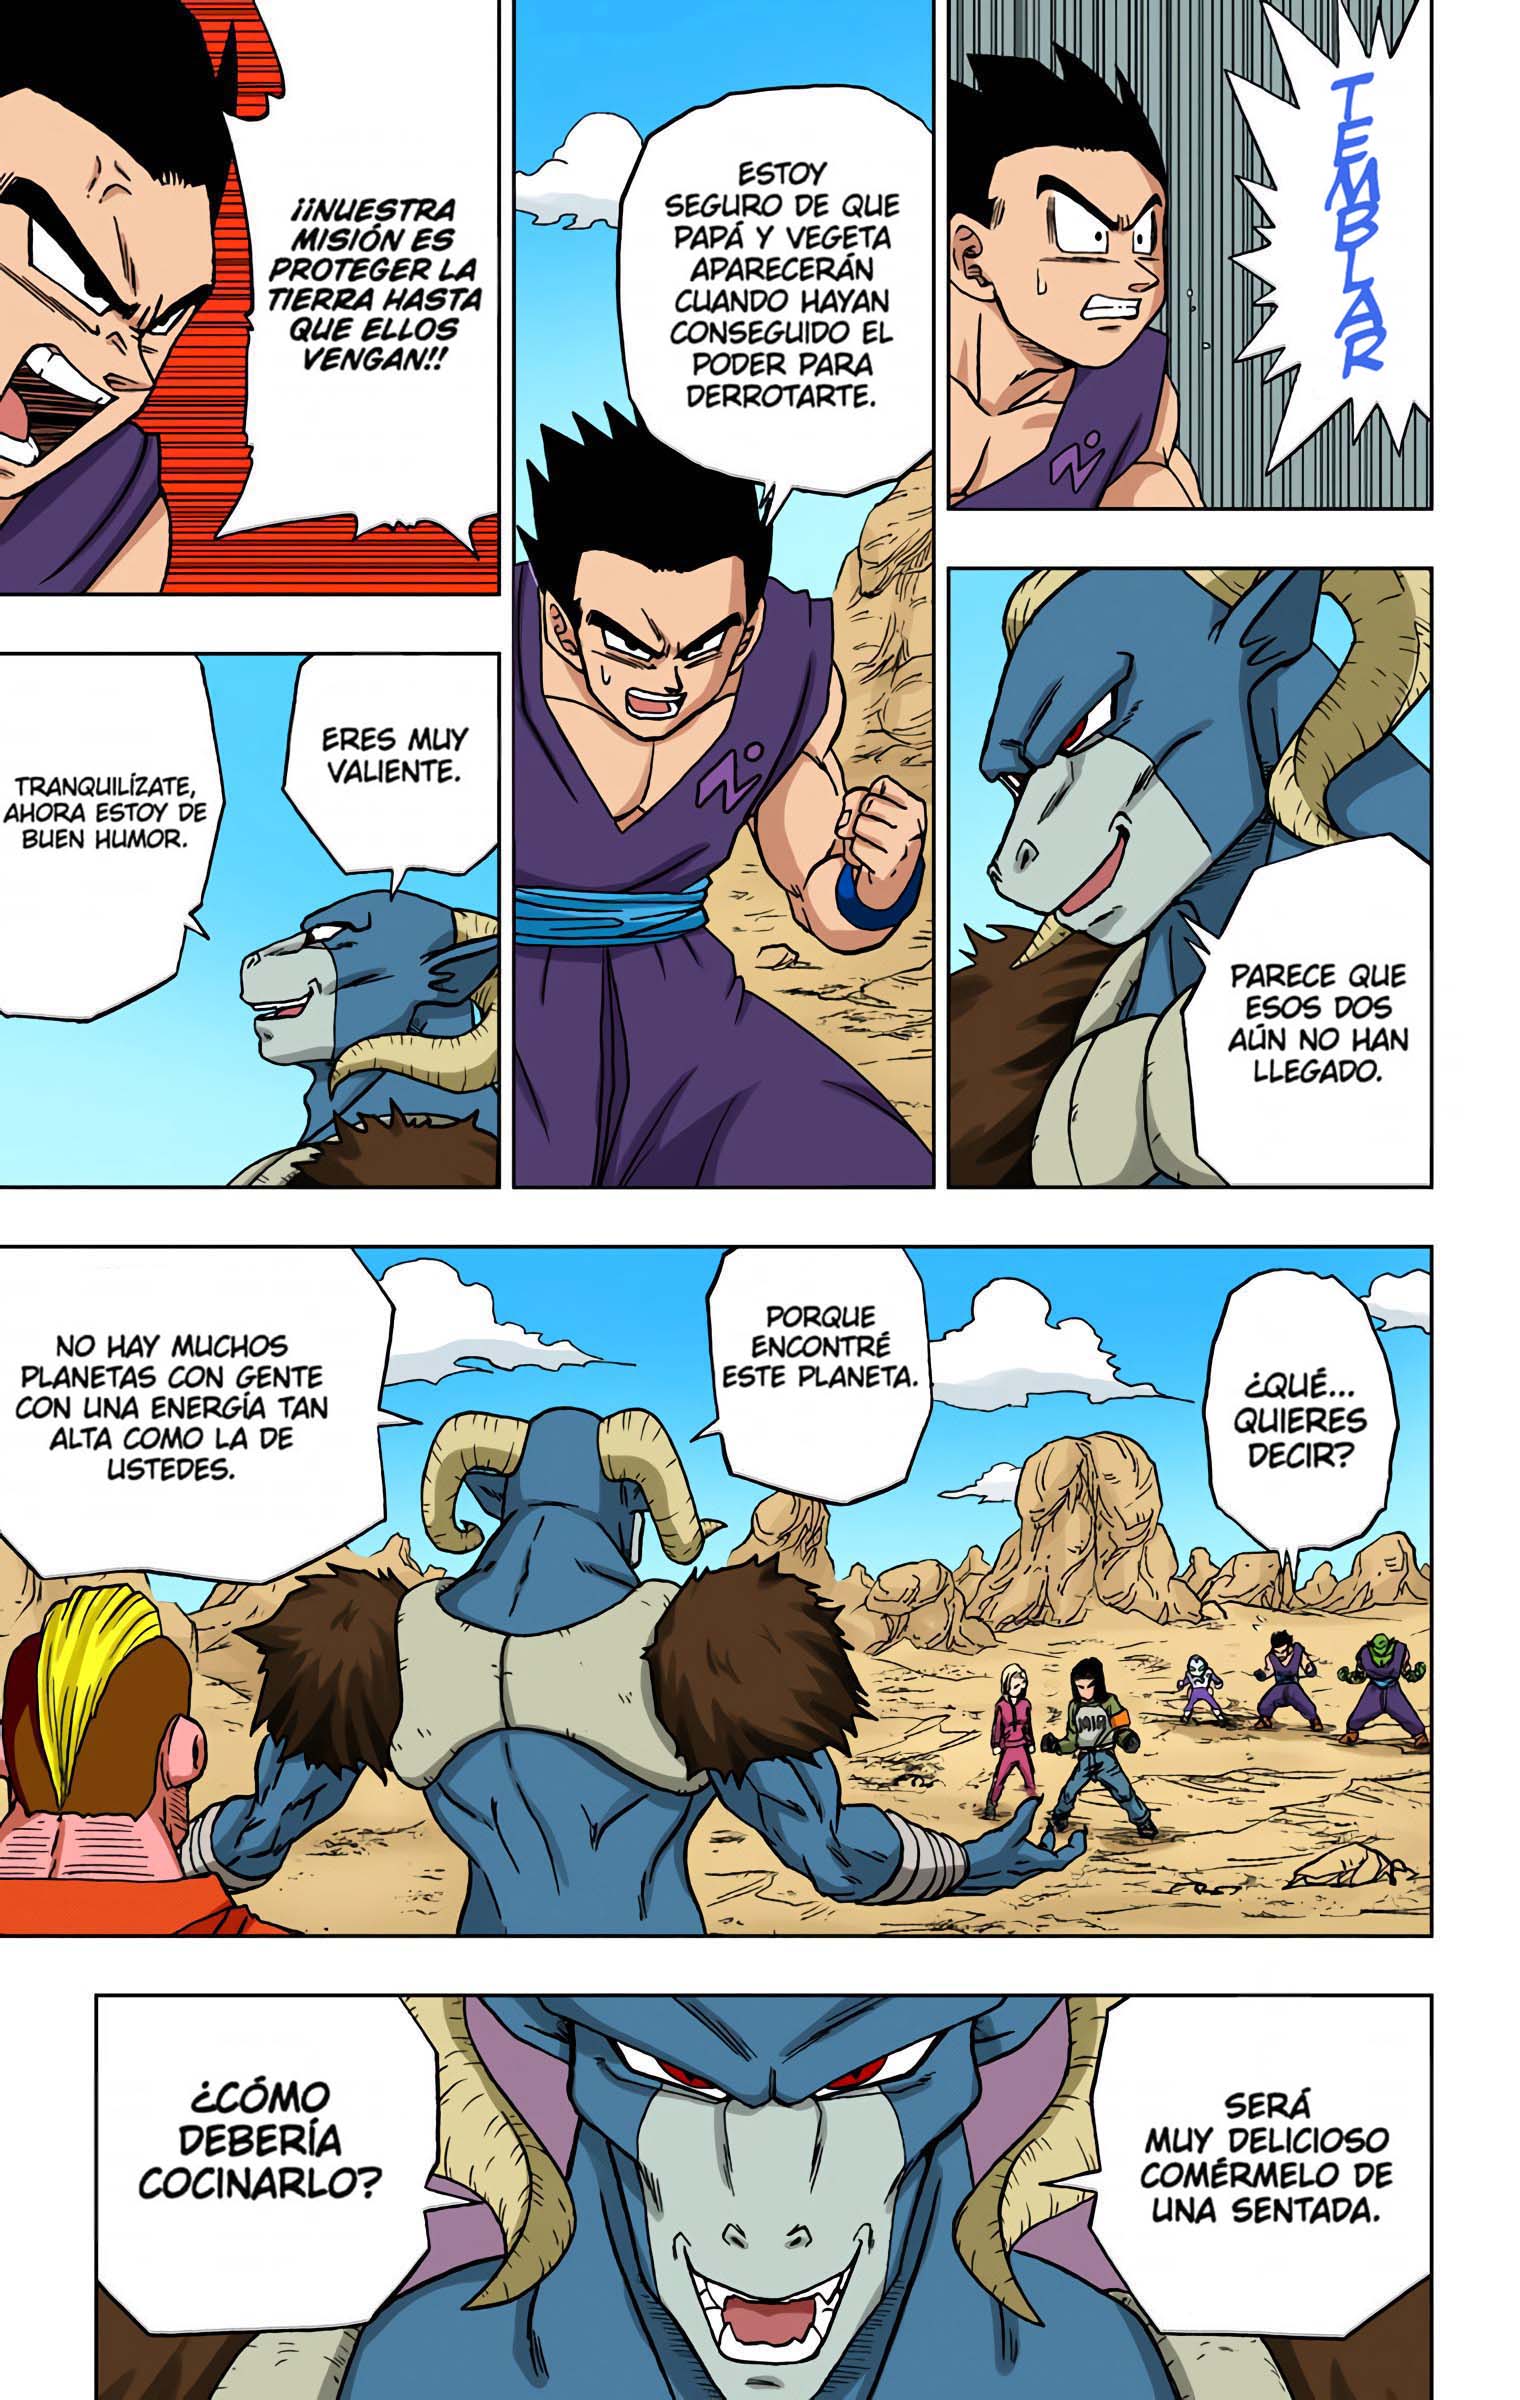 TEMBLAR
PARECE QUE
ESOS DOS
AÚN NO HAN
LLEGADO.
ESTOY
SEGURO DE QUE
PAPÁ Y VEGETA
APARECERÁN
CUANDO HAYAN
CONSEGUIDO EL
PODER PARA
DERROTARTE.
¡¡NUESTRA
MISIÓN ES
PROTEGER LA
TIERRA HASTA
QUE ELLOS
VENGAN!!
ERES MUY
VALIENTE.
TRANQUILÍZATE,
AHORA ESTOY DE
BUEN HUMOR.
¿QUÉ...
QUIERES
DECIR?
PORQUE
ENCONTRÉ
ESTE PLANETA.
NO HAY MUCHOS
PLANETAS CON GENTE
CON UNA ENERGÍA TAN
ALTA COMO LA DE
USTEDES.
SERÁ
MUY DELICIOSO
COMÉRMELO DE
UNA SENTADA.
¿CÓMO
DEBERÍA
COCINARLO?